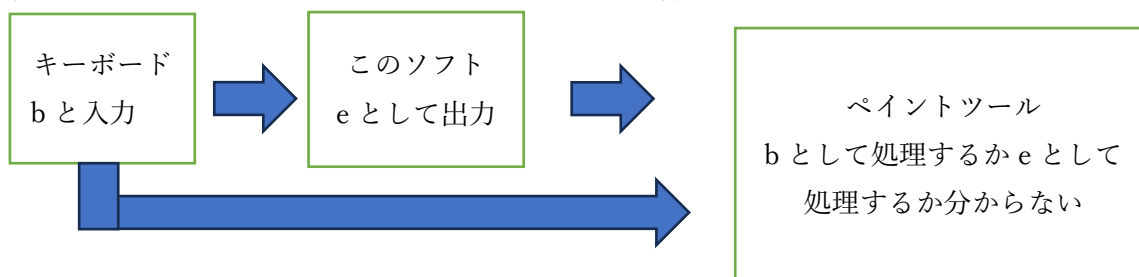 キーボード
b と入力
このソフト
e として出力
ペイントツール
b として処理するか e として
処理するか分からない